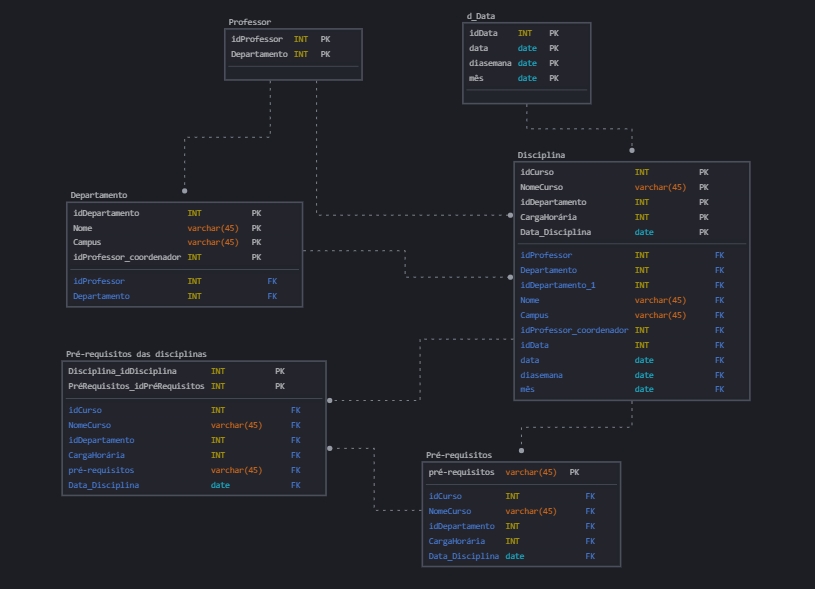 Professor
idProfessor INT PK
Departamento INT PK
d_Data
idData INT PK
data date PK
diasemana date PK
mês date PK
Departamento
idDepartamento INT PK
Nome varchar(45) PK
Campus varchar(45) PK
idProfessor_coordenador INT PK
idProfessor INT FK
Departamento INT FK
Disciplina
idCurso INT PK
NomeCurso varchar(45) PK
idDepartamento INT PK
CargaHorária INT PK
Data_Disciplina date PK
idProfessor INT FK
Departamento INT FK
idDepartamento_1 INT FK
Nome varchar(45) FK
Campus varchar(45) FK
idProfessor_coordenador INT FK
idData INT FK
data date FK
diasemana date FK
mês date FK
Pré-requisitos das disciplinas
Disciplina_idDisciplina INT PK
PréRequisitos_idPréRequisitos INT PK
idCurso INT FK
NomeCurso varchar(45) FK
idDepartamento INT FK
CargaHorária INT FK
pré-requisitos varchar(45) FK
Data_Disciplina date FK
Pré-requisitos
pré-requisitos varchar(45) PK
idCurso INT FK
NomeCurso varchar(45) FK
idDepartamento INT FK
CargaHorária INT FK
Data_Disciplina date FK